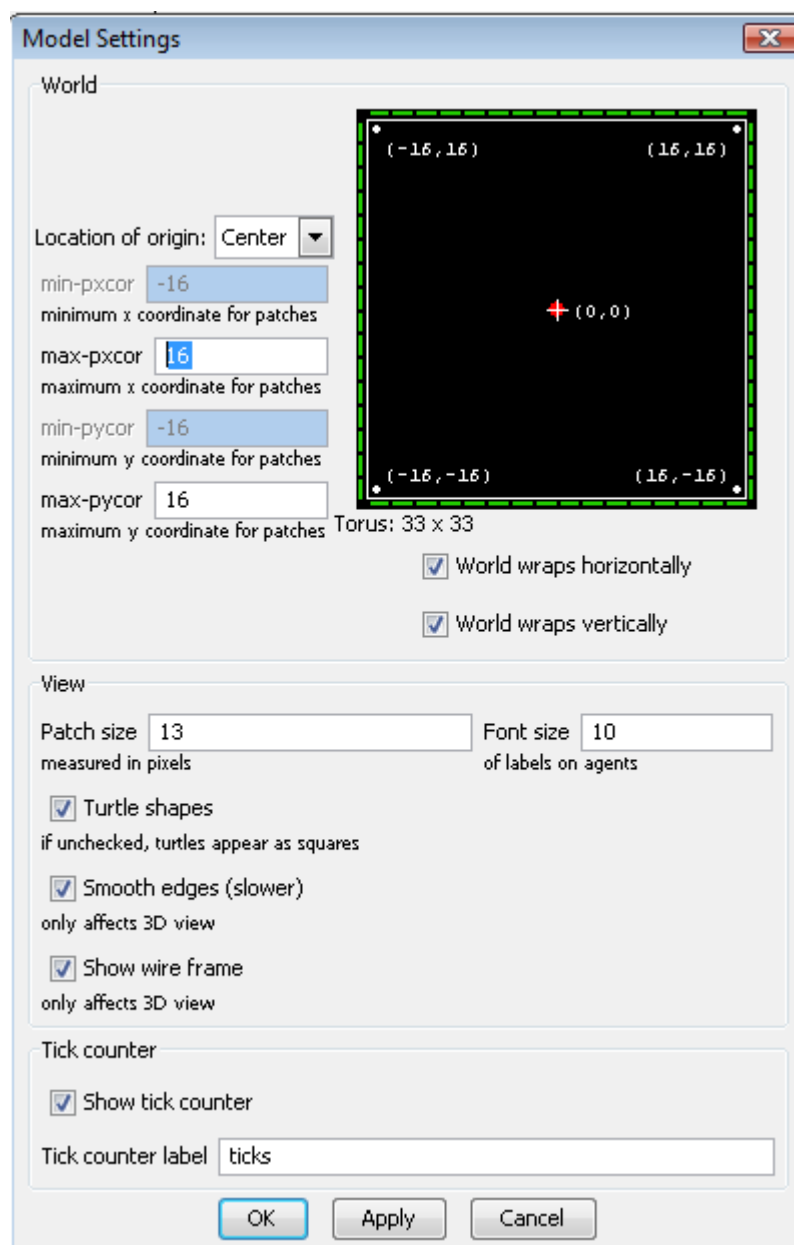 Model Settings
World
(-16,16) (16,16)
Location of origin: Center
min-pxcor -16
minimum x coordinate for patches
(0,0)
max-pxcor 16
maximum x coordinate for patches
min-pycor -16
minimum y coordinate for patches
(-16,-16) (16,-16)
max-pycor 16
maximum y coordinate for patches
Torus: 33 x 33
World wraps horizontally
World wraps vertically
View
Patch size 13 Font size 10
measured in pixels of labels on agents
Turtle shapes
if unchecked, turtles appear as squares
Smooth edges (slower)
only affects 3D view
Show wire frame
only affects 3D view
Tick counter
Show tick counter
Tick counter label ticks
OK Apply Cancel